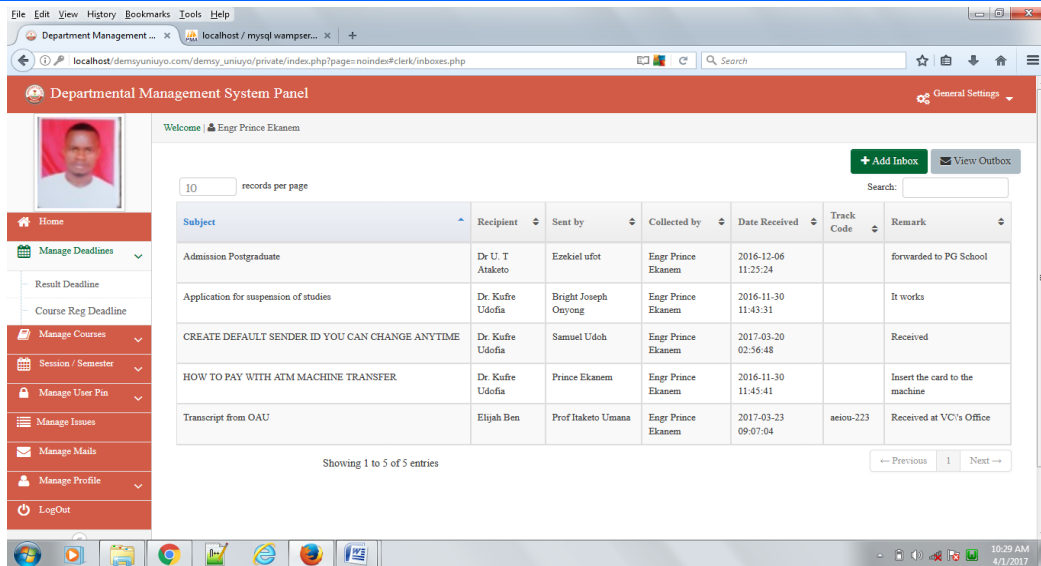 File Edit View History Bookmarks Tools Help
Department Management ... × localhost / mysql wampser... × +
localhost/demsyuniuyo.com/demsy_uniuyo/private/index.php?page=noindex#clerk/inboxes.php Search
Departmental Management System Panel General Settings
Welcome | Engr Prince Ekanem
Add Inbox View Outbox
10 records per page Search:
Home
Manage Deadlines
Result Deadline
Course Reg Deadline
Manage Courses
Session / Semester
Manage User Pin
Manage Issues
Manage Mails
Manage Profile
LogOut
Subject Recipient Sent by Collected by Date Received Track Code Remark
Admission Postgraduate Dr U. T Ataketo Ezekiel ufot Engr Prince Ekanem 2016-12-06 11:25:24 forwarded to PG School
Application for suspension of studies Dr. Kufre Udofia Bright Joseph Onyong Engr Prince Ekanem 2016-11-30 11:43:31 It works
CREATE DEFAULT SENDER ID YOU CAN CHANGE ANYTIME Dr. Kufre Udofia Samuel Udoh Engr Prince Ekanem 2017-03-20 02:56:48 Received
HOW TO PAY WITH ATM MACHINE TRANSFER Dr. Kufre Udofia Prince Ekanem Engr Prince Ekanem 2016-11-30 11:45:41 Insert the card to the machine
Transcript from OAU Elijah Ben Prof Itaketo Umana Engr Prince Ekanem 2017-03-23 09:07:04 aeiou-223 Received at VC\'s Office
Showing 1 to 5 of 5 entries ← Previous 1 Next →
10:29 AM
4/1/2017